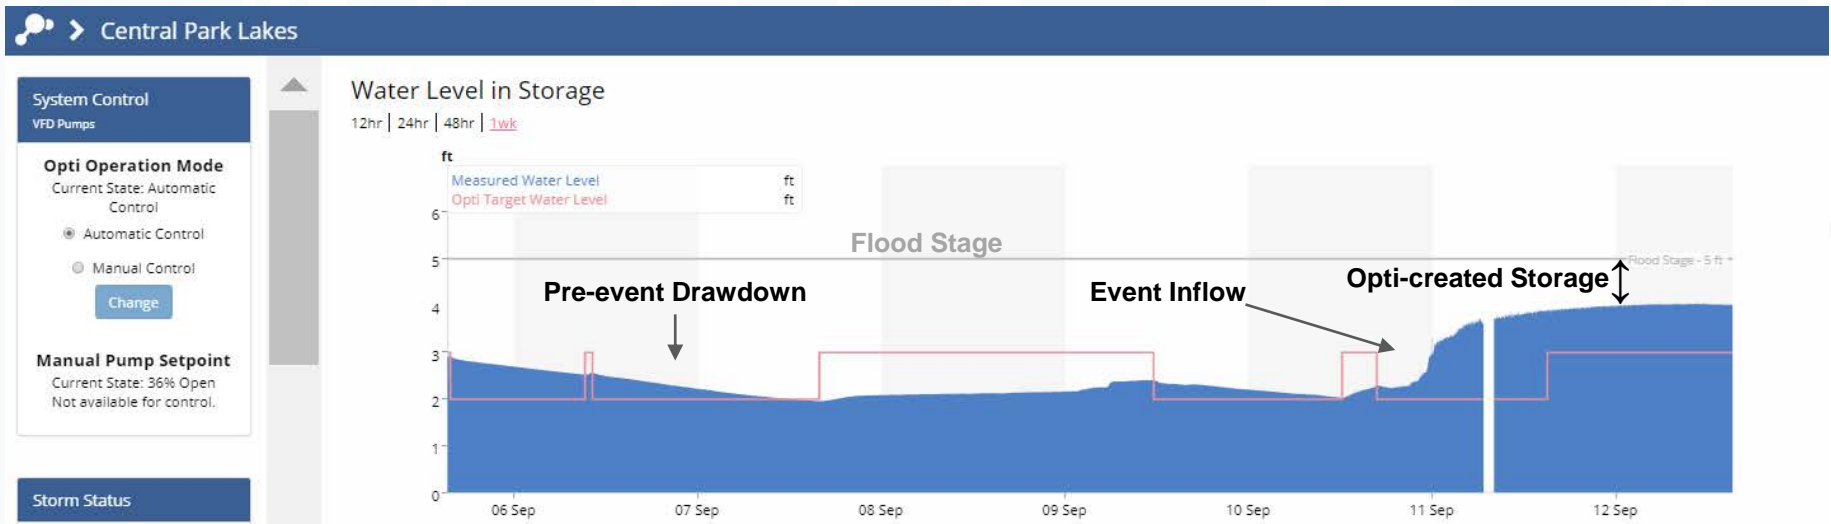 Central Park Lakes
System Control
VFD Pumps
Opti Operation Mode
Current State: Automatic
Control
Automatic Control
Manual Control
Change
Manual Pump Setpoint
Current State: 36% Open
Not available for control.
Storm Status
Water Level in Storage
12hr | 24hr | 48hr | 1wk
ft
Measured Water Level ft
Opti Target Water Level ft
6
Flood Stage
5
Flood Stage - 5 ft
Opti-created Storage
Pre-event Drawdown
Event Inflow
4
3
2
1
0
06 Sep 07 Sep 08 Sep 09 Sep 10 Sep 11 Sep 12 Sep